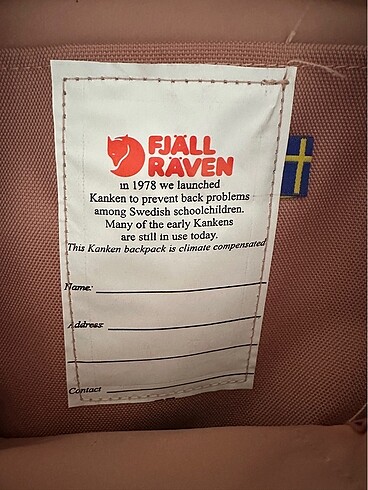 FJÄLL
RÄVEN
in 1978 we launched
Kanken to prevent back problems
among Swedish schoolchildren.
Many of the early Kankens
are still in use today.
This Kanken backpack is climate compensated
Name:
Address:
Contact